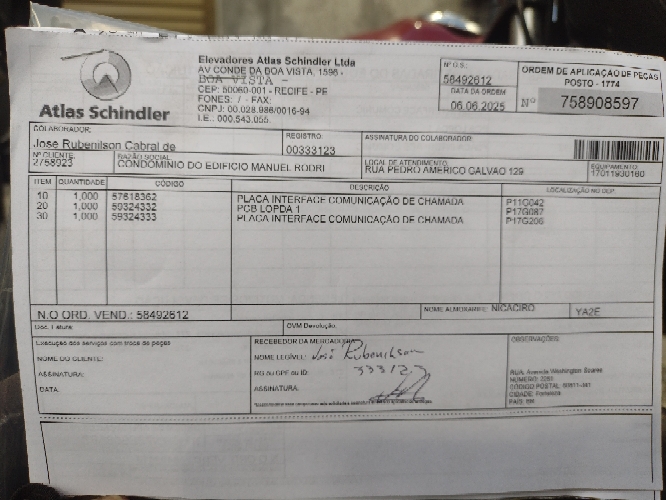 Atlas Schindler
Elevadores Atlas Schindler Ltda
AV CONDE DA BOA VISTA, 1596 -
BOA VISTA -
CEP: 50060-001 - RECIFE - PE
FONES: / - FAX:
CNPJ: 00.028.986/0016-94
I.E.: 000.543.055
Nº O.S.:
58492612
DATA DA ORDEM
06.06.2025
ORDEM DE APLICAÇÃO DE PEÇAS
POSTO - 1774
Nº 758908597
COLABORADOR:
Jose Rubenilson Cabral de
REGISTRO:
00333123
ASSINATURA DO COLABORADOR:
Nº CLIENTE:
2758923
RAZÃO SOCIAL:
CONDOMINIO DO EDIFICIO MANUEL RODRI
LOCAL DE ATENDIMENTO:
RUA PEDRO AMERICO GALVAO 129
EQUIPAMENTO
ITEM QUANTIDADE CÓDIGO DESCRIÇÃO LOCALIZAÇÃO NO DEP.
10 1,000 57818362 PLACA INTERFACE COMUNICAÇÃO DE CHAMADA P11G042
20 1,000 59324332 PCB LOPDA 1 P17G087
30 1,000 59324333 PLACA INTERFACE COMUNICAÇÃO DE CHAMADA P17G206
N.O ORD. VEND.: 58492612
NOME ALMOXARIFE: NICACIRO
YA2E
OVM Devolução:
Execução dos serviços com troca de peças
NOME DO CLIENTE:
ASSINATURA:
DATA:
RECEBEDOR DA MERCADORIA
NOME LEGÍVEL: José Rubenilson
RG ou CPF ou ID: 333123
ASSINATURA:
OBSERVAÇÕES:
RUA: Avenida Washington Soares
CIDADE: Fortaleza